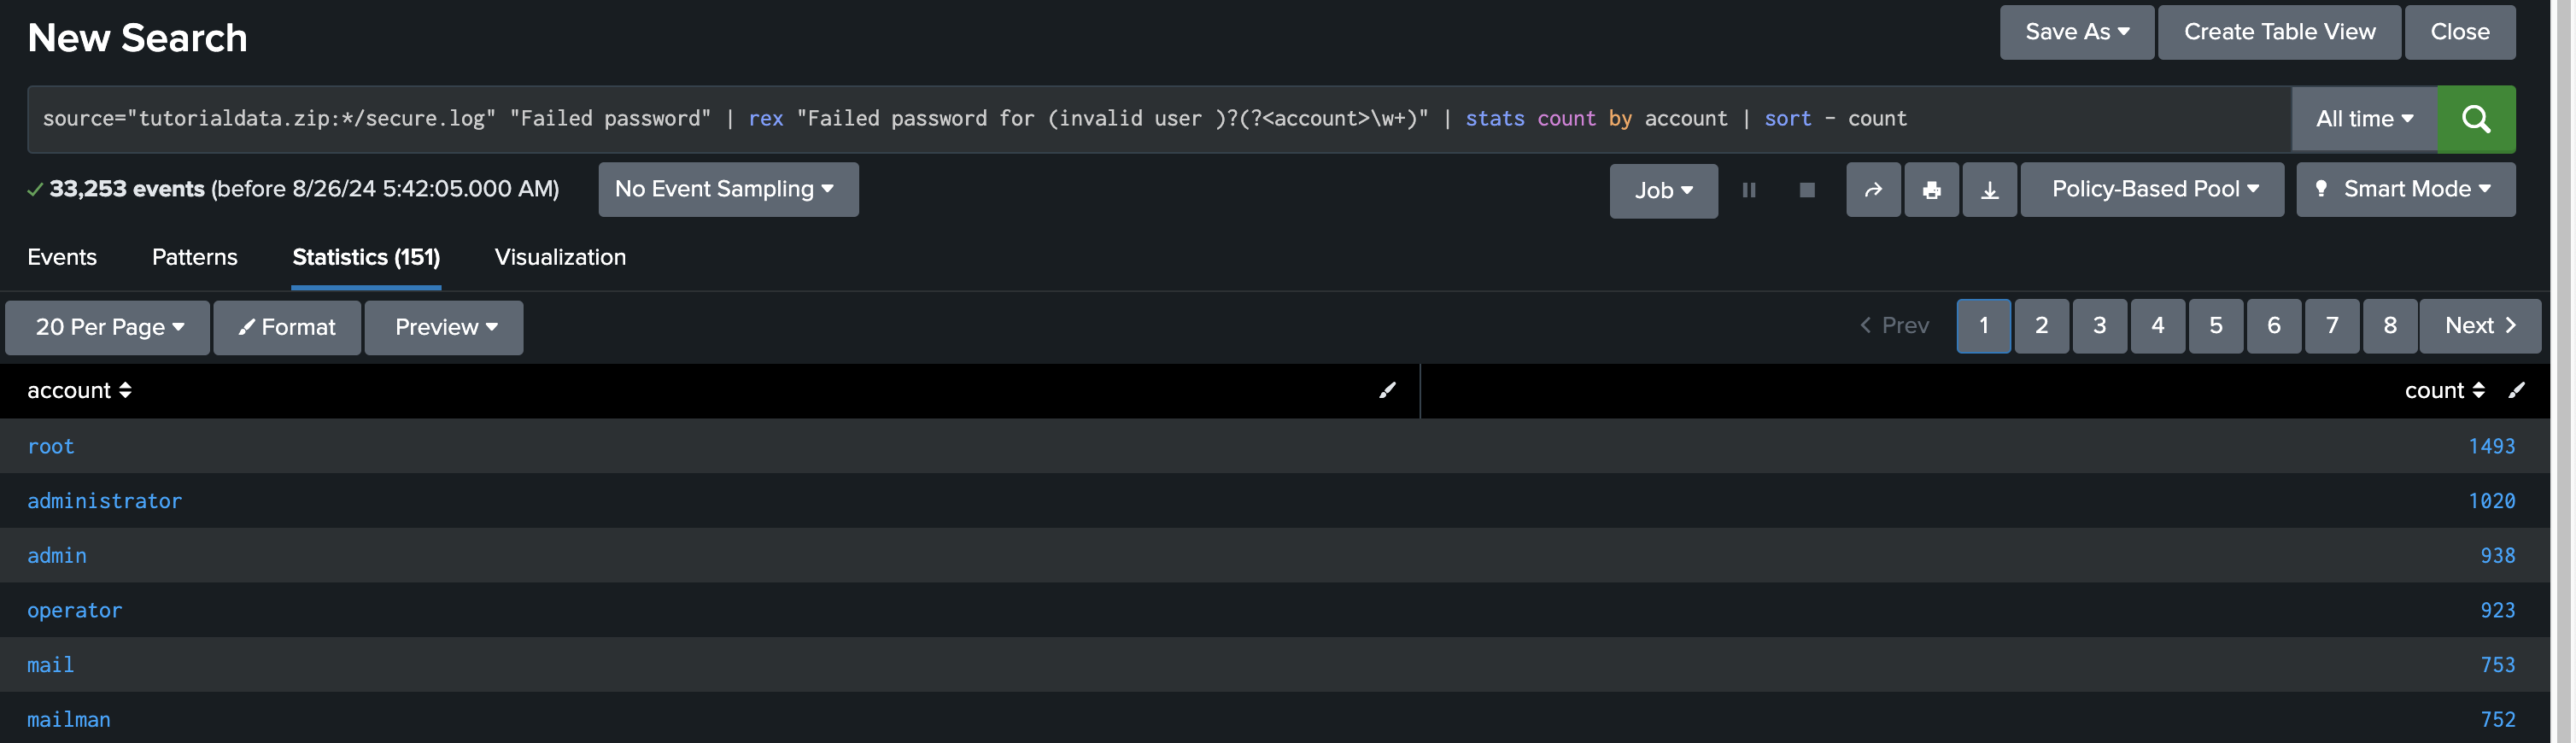 New Search
Save As Create Table View Close
source="tutorialdata.zip:*/secure.log" "Failed password" | rex "Failed password for (invalid user )?(?<account>\w+)" | stats count by account | sort - count
All time
33,253 events (before 8/26/24 5:42:05.000 AM) No Event Sampling Job Policy-Based Pool Smart Mode
Events Patterns Statistics (151) Visualization
20 Per Page Format Preview < Prev 1 2 3 4 5 6 7 8 Next >
account count
root 1493
administrator 1020
admin 938
operator 923
mail 753
mailman 752